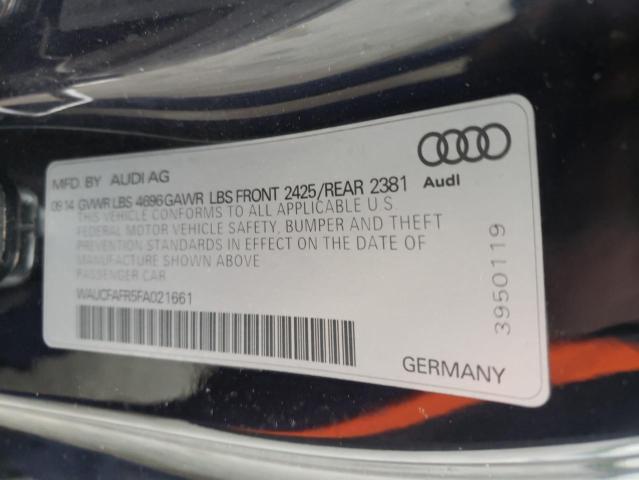 MFD. BY AUDI AG
09 14 GVWR LBS 4696 GAWR LBS FRONT 2425/REAR 2381
THIS VEHICLE CONFORMS TO ALL APPLICABLE U S
FEDERAL MOTOR VEHICLE SAFETY, BUMPER AND THEFT
PREVENTION STANDARDS IN EFFECT ON THE DATE OF
MANUFACTURE SHOWN ABOVE
PASSENGER CAR
WAUCFAFR5FA021661
Audi
3950119
GERMANY